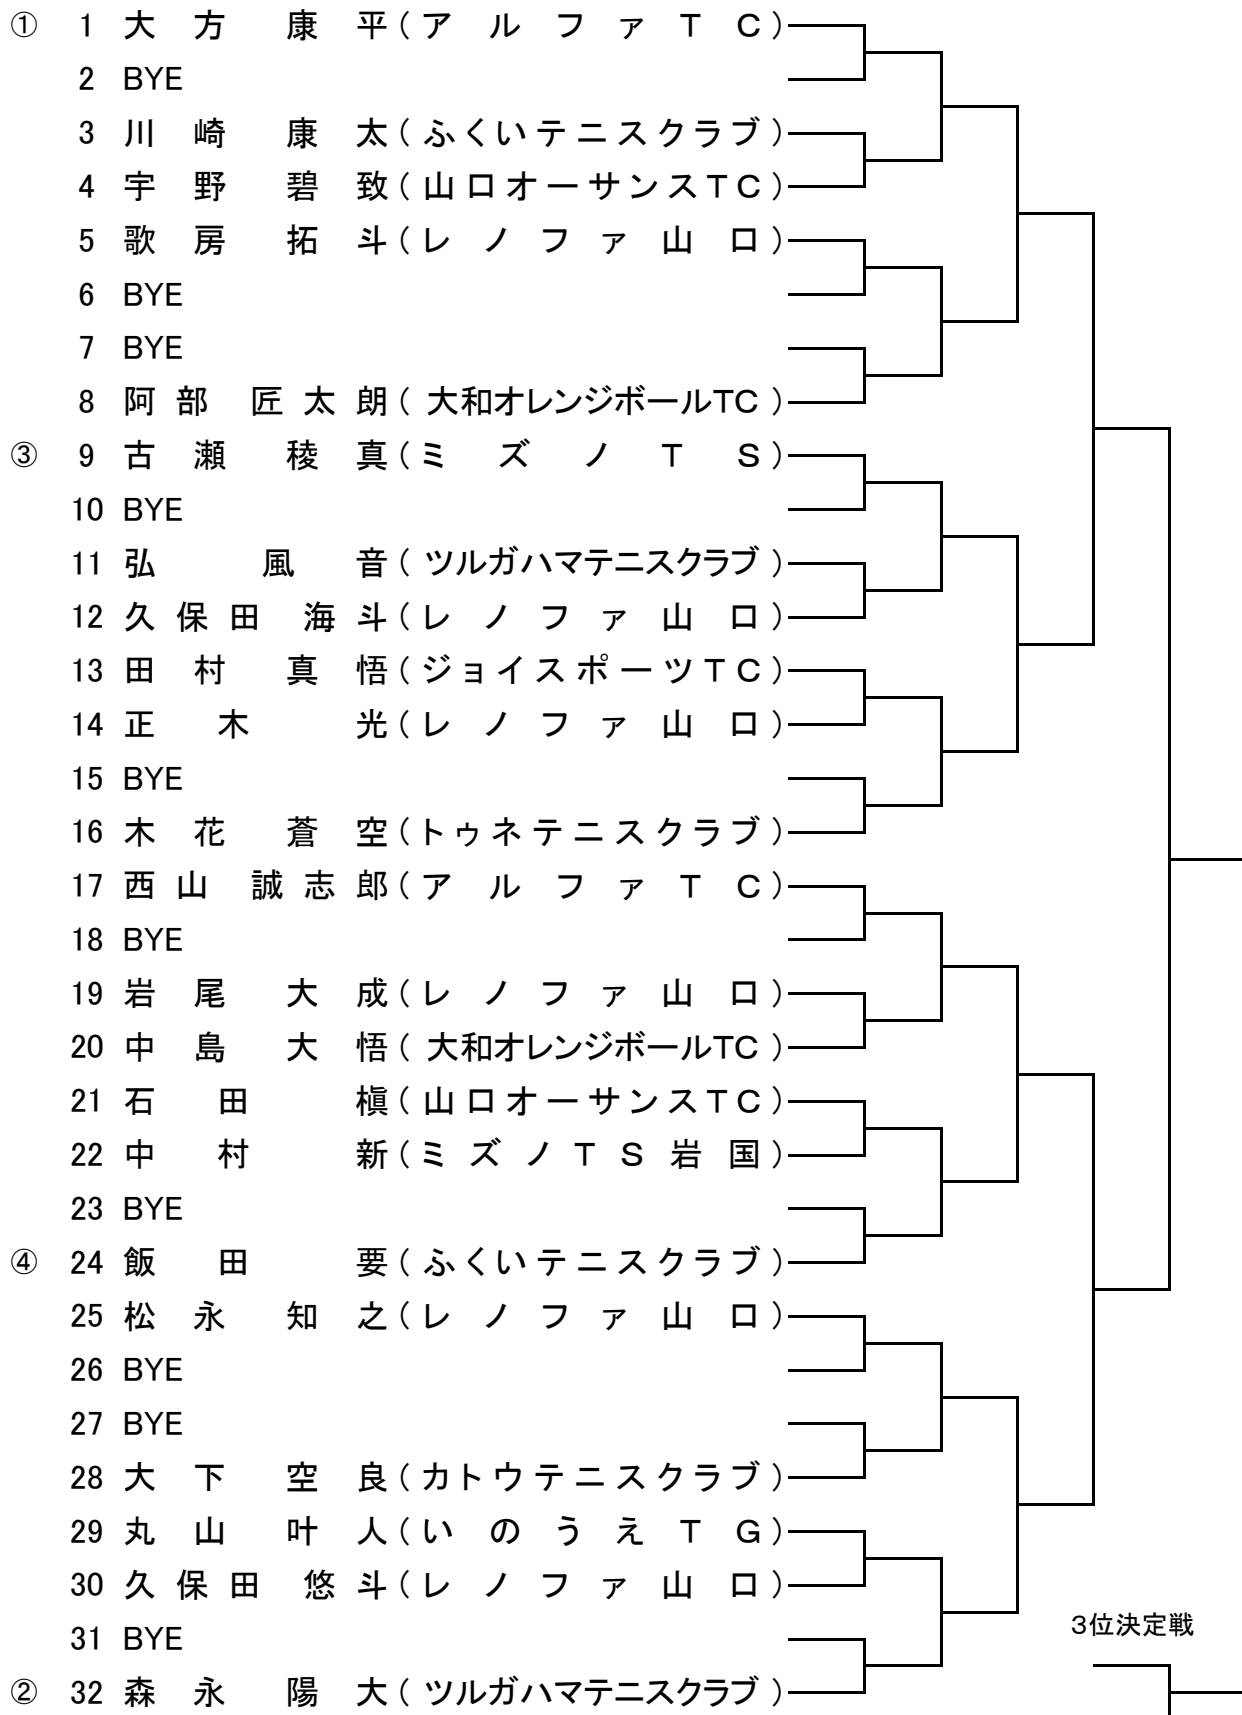 ① 1 大方 康平(アルファTC)
2 BYE
3 川崎 康太(ふくいテニスクラブ)
4 宇野 碧致(山口オーサンスTC)
5 歌房 拓斗(レノファ山口)
6 BYE
7 BYE
8 阿部 匠太朗(大和オレンジボールTC)
③ 9 古瀬 稜真(ミズノTS)
10 BYE
11 弘 風音(ツルガハマテニスクラブ)
12 久保田 海斗(レノファ山口)
13 田村 真悟(ジョイスポーツTC)
14 正木 光(レノファ山口)
15 BYE
16 木花 蒼空(トゥネテニスクラブ)
17 西山 誠志郎(アルファTC)
18 BYE
19 岩尾 大成(レノファ山口)
20 中島 大悟(大和オレンジボールTC)
21 石田 槇(山口オーサンスTC)
22 中村 新(ミズノTS岩国)
23 BYE
④ 24 飯田 要(ふくいテニスクラブ)
25 松永 知之(レノファ山口)
26 BYE
27 BYE
28 大下 空良(カトウテニスクラブ)
29 丸山 叶人(いのうえTG)
30 久保田 悠斗(レノファ山口)
31 BYE
3位決定戦
② 32 森永 陽大(ツルガハマテニスクラブ)